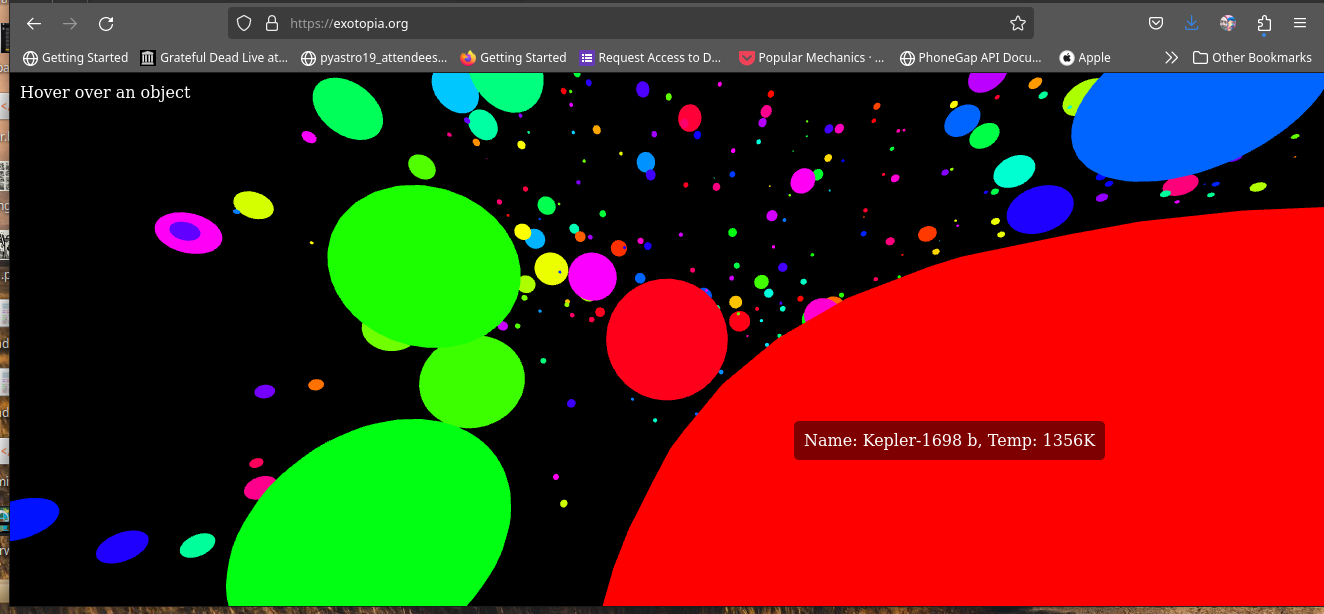 https://exotopia.org
Getting Started Grateful Dead Live at... pyastro19_attendees... Getting Started Request Access to D... Popular Mechanics · ... PhoneGap API Docu... Apple Other Bookmarks
Hover over an object
Name: Kepler-1698 b, Temp: 1356K